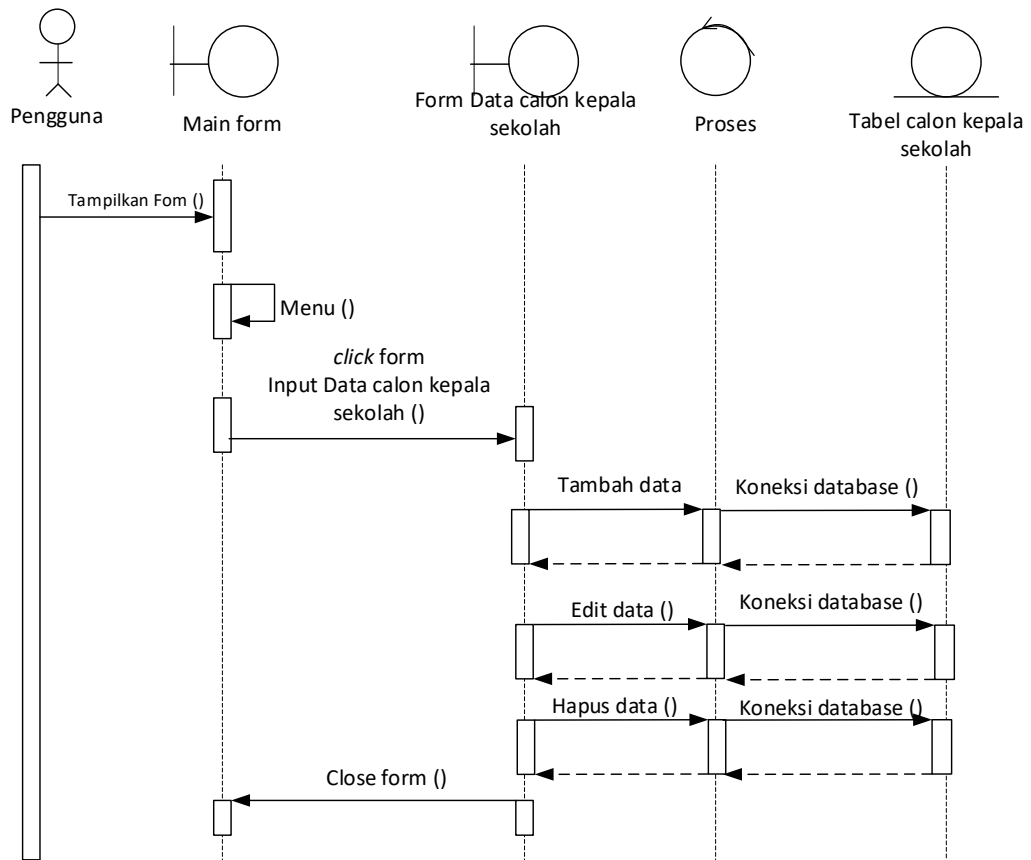 Pengguna
Main form
Form Data calon kepala
sekolah
Proses
Tabel calon kepala
sekolah
Tampilkan Fom ()
Menu ()
click form
Input Data calon kepala
sekolah ()
Tambah data
Koneksi database ()
Edit data ()
Koneksi database ()
Hapus data ()
Koneksi database ()
Close form ()